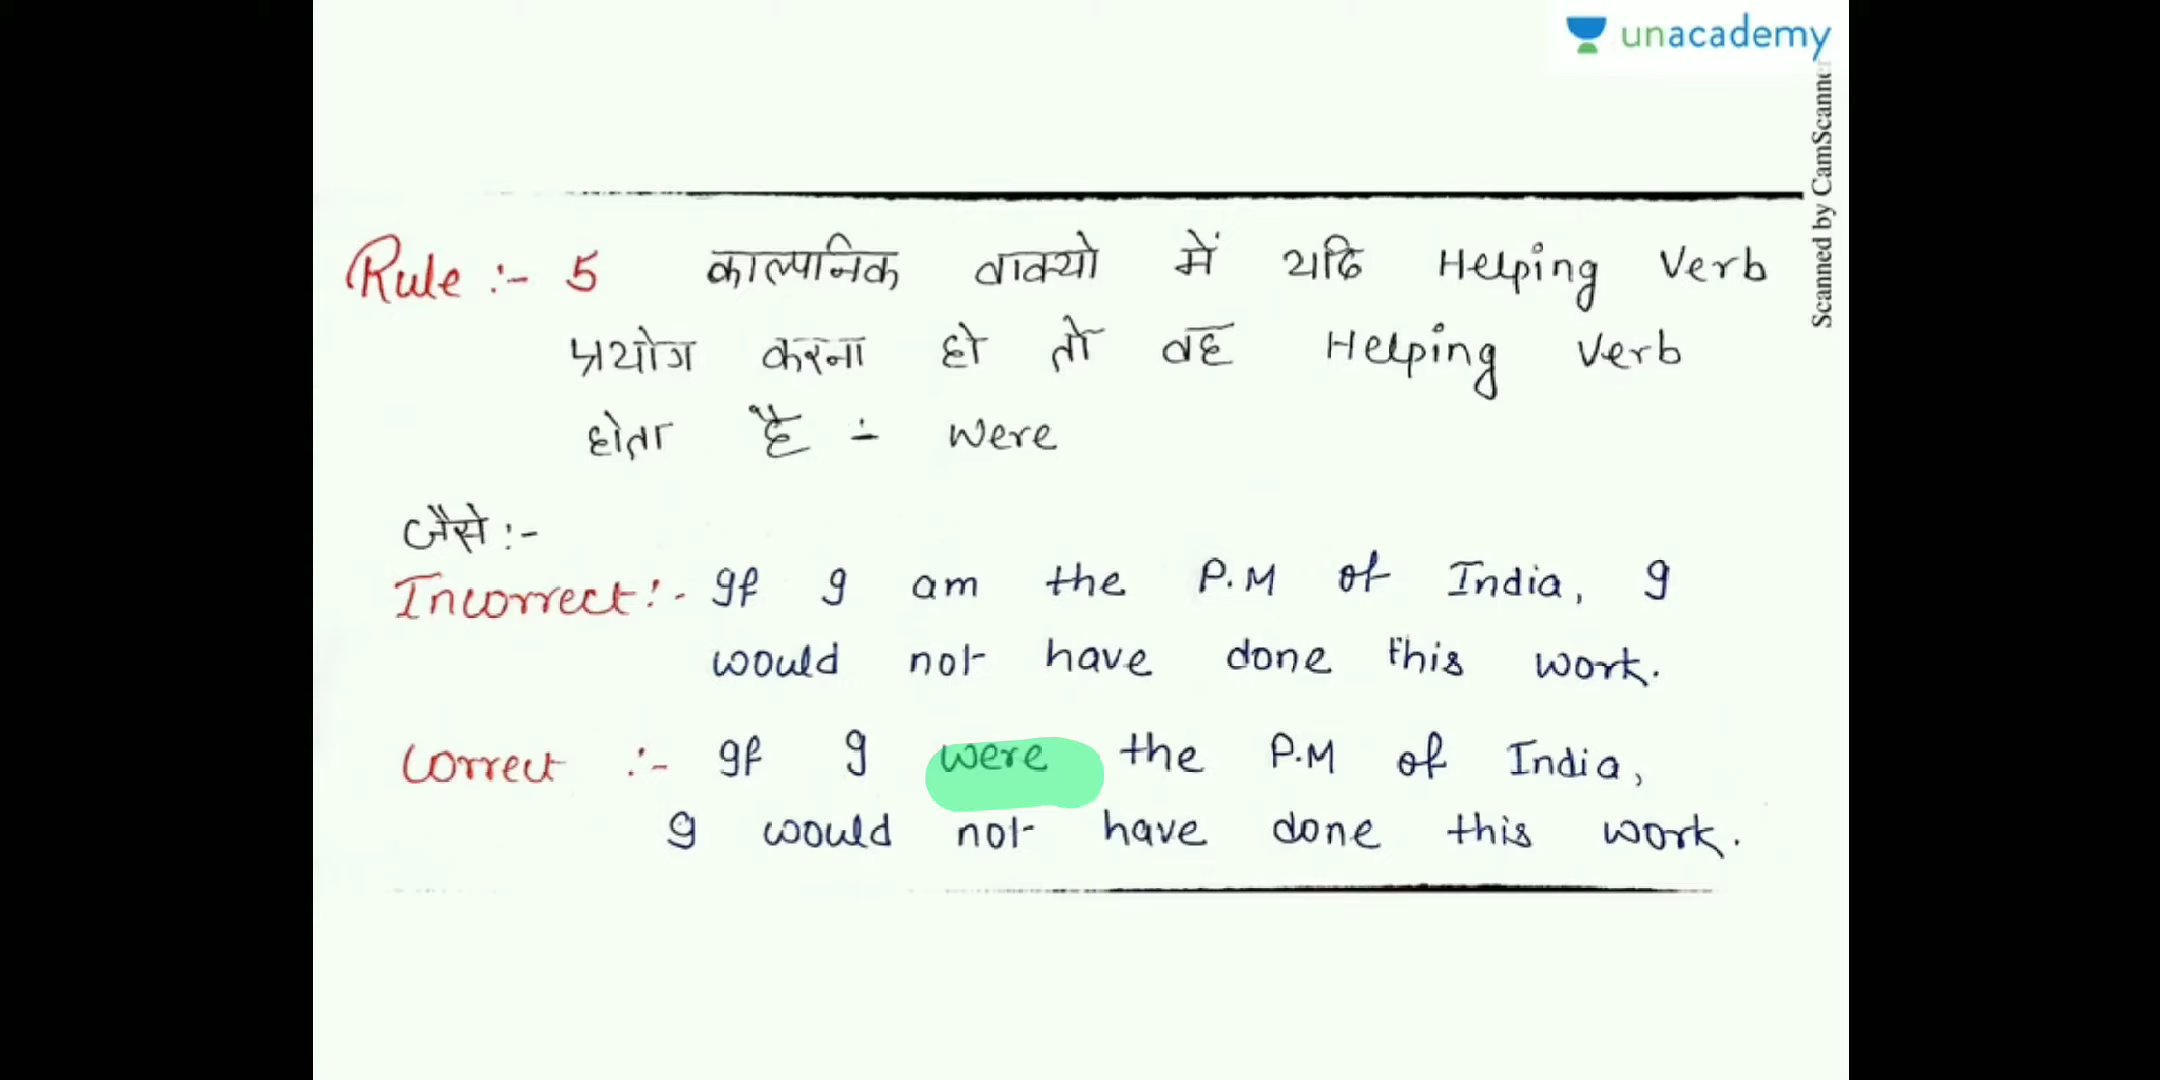 unacademy
Scanned by CamScanner
Rule :- 5 काल्पनिक वाक्यो में यदि Helping Verb
प्रयोग करना हो तो वह Helping Verb
होता है :- were
जैसे :-
Incorrect :- If I am the P.M of India, I
would not have done this work.
Correct :- If I were the P.M of India,
I would not have done this work.